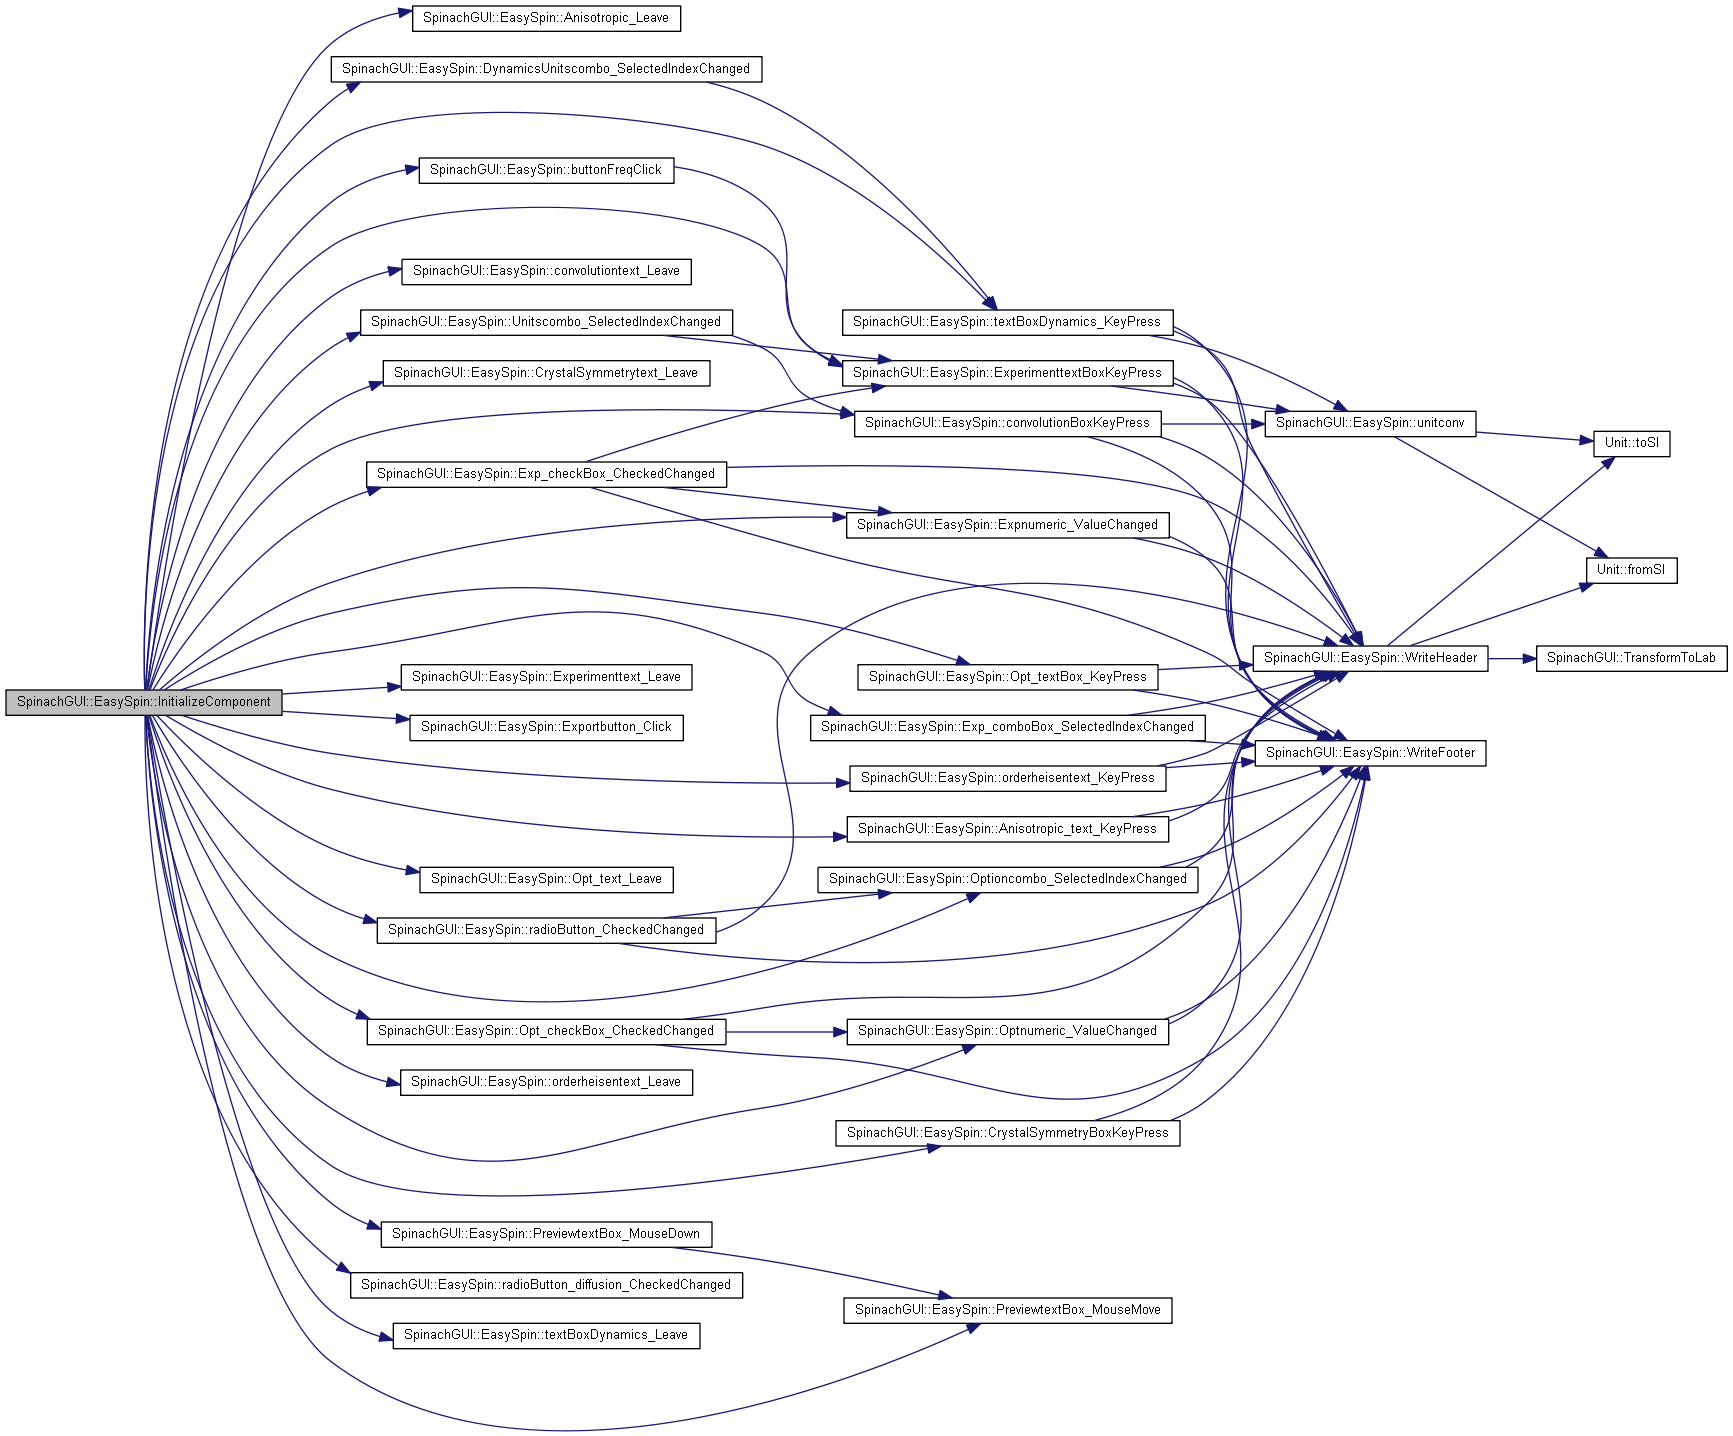 SpinachGUI::EasySpin::Anisotropic_Leave
SpinachGUI::EasySpin::DynamicsUnitscombo_SelectedIndexChanged
SpinachGUI::EasySpin::buttonFreqClick
SpinachGUI::EasySpin::convolutiontext_Leave
SpinachGUI::EasySpin::Unitscombo_SelectedIndexChanged
SpinachGUI::EasySpin::textBoxDynamics_KeyPress
SpinachGUI::EasySpin::CrystalSymmetrytext_Leave
SpinachGUI::EasySpin::ExperimenttextBoxKeyPress
SpinachGUI::EasySpin::convolutionBoxKeyPress
SpinachGUI::EasySpin::unitconv
Unit::toSI
SpinachGUI::EasySpin::Exp_checkBox_CheckedChanged
SpinachGUI::EasySpin::Expnumeric_ValueChanged
Unit::fromSI
SpinachGUI::EasySpin::WriteHeader
SpinachGUI::TransformToLab
SpinachGUI::EasySpin::Experimenttext_Leave
SpinachGUI::EasySpin::Opt_textBox_KeyPress
SpinachGUI::EasySpin::InitializeComponent
SpinachGUI::EasySpin::Exportbutton_Click
SpinachGUI::EasySpin::Exp_comboBox_SelectedIndexChanged
SpinachGUI::EasySpin::WriteFooter
SpinachGUI::EasySpin::orderheisentext_KeyPress
SpinachGUI::EasySpin::Anisotropic_text_KeyPress
SpinachGUI::EasySpin::Opt_text_Leave
SpinachGUI::EasySpin::Optioncombo_SelectedIndexChanged
SpinachGUI::EasySpin::radioButton_CheckedChanged
SpinachGUI::EasySpin::Opt_checkBox_CheckedChanged
SpinachGUI::EasySpin::Optnumeric_ValueChanged
SpinachGUI::EasySpin::orderheisentext_Leave
SpinachGUI::EasySpin::CrystalSymmetryBoxKeyPress
SpinachGUI::EasySpin::PreviewtextBox_MouseDown
SpinachGUI::EasySpin::radioButton_diffusion_CheckedChanged
SpinachGUI::EasySpin::PreviewtextBox_MouseMove
SpinachGUI::EasySpin::textBoxDynamics_Leave